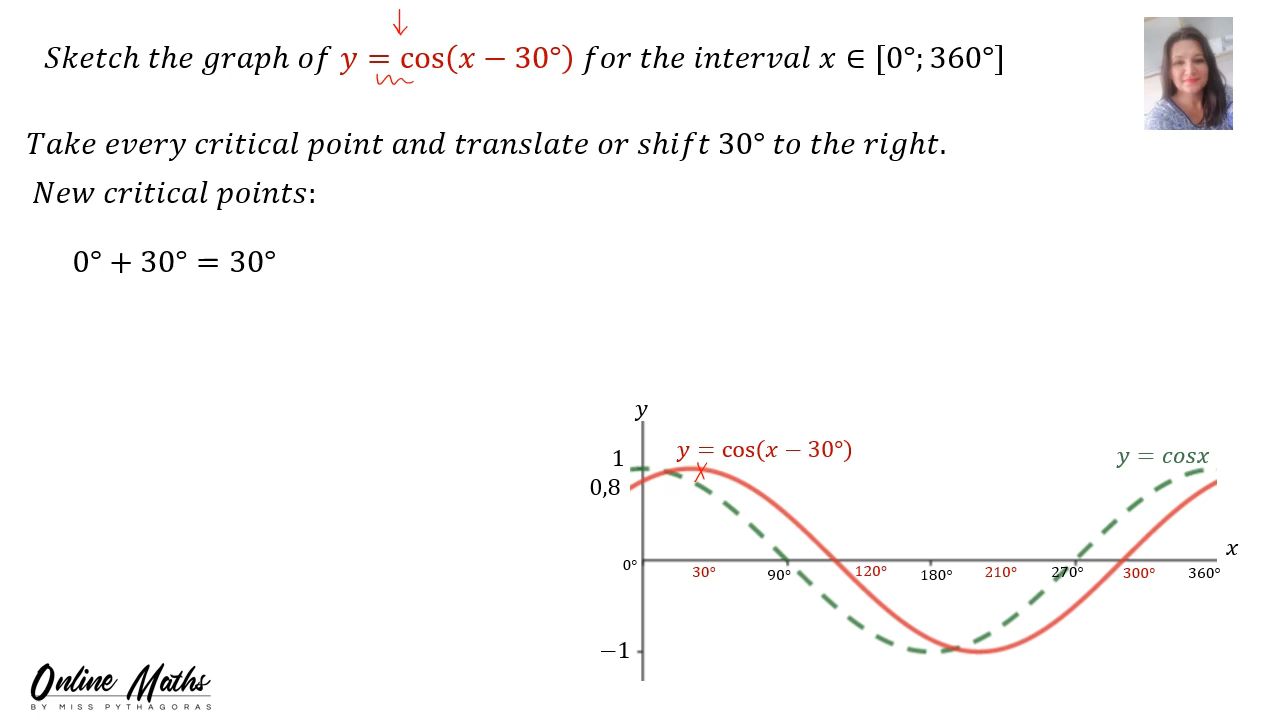 Sketch the graph of y = cos(x − 30°) for the interval x ∈ [0°; 360°]
Take every critical point and translate or shift 30° to the right.
New critical points:
0° + 30° = 30°
y
1
y = cos(x − 30°)
y = cosx
0,8
x
0°
30°
90°
120°
180°
210°
270°
300°
360°
−1
Online Maths
BY MISS PYTHAGORAS